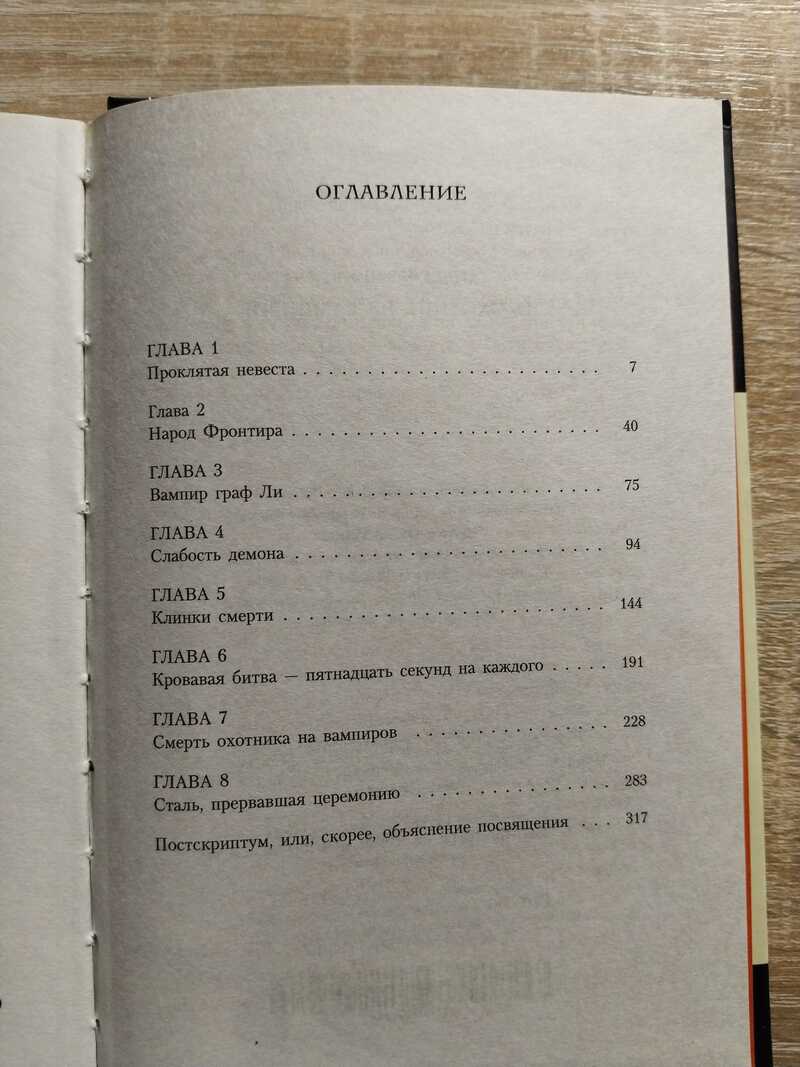 ОГЛАВЛЕНИЕ
ГЛАВА 1
Проклятая невеста . . . . . . . . . . . . . . . . . . . . . . . 7
Глава 2
Народ Фронтира . . . . . . . . . . . . . . . . . . . . . . . . 40
ГЛАВА 3
Вампир граф Ли . . . . . . . . . . . . . . . . . . . . . . . . 75
ГЛАВА 4
Слабость демона . . . . . . . . . . . . . . . . . . . . . . . . 94
ГЛАВА 5
Клинки смерти . . . . . . . . . . . . . . . . . . . . . . . . . 144
ГЛАВА 6
Кровавая битва — пятнадцать секунд на каждого . . . . . 191
ГЛАВА 7
Смерть охотника на вампиров . . . . . . . . . . . . . . . 228
ГЛАВА 8
Сталь, прервавшая церемонию . . . . . . . . . . . . . . . 283
Постскриптум, или, скорее, объяснение посвящения . . . 317